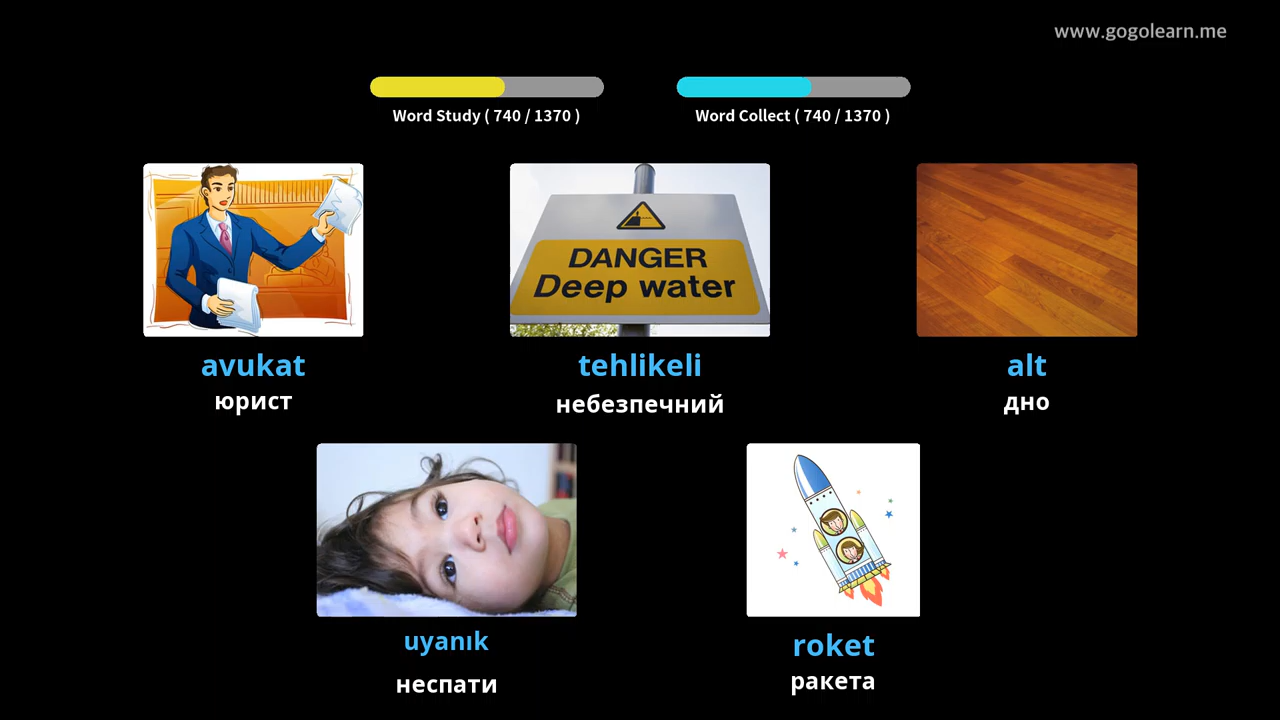 www.gogolearn.me
Word Study ( 740 / 1370 )
Word Collect ( 740 / 1370 )
DANGER
Deep water
avukat
tehlikeli
alt
юрист
небезпечний
дно
uyanık
roket
неспати
ракета